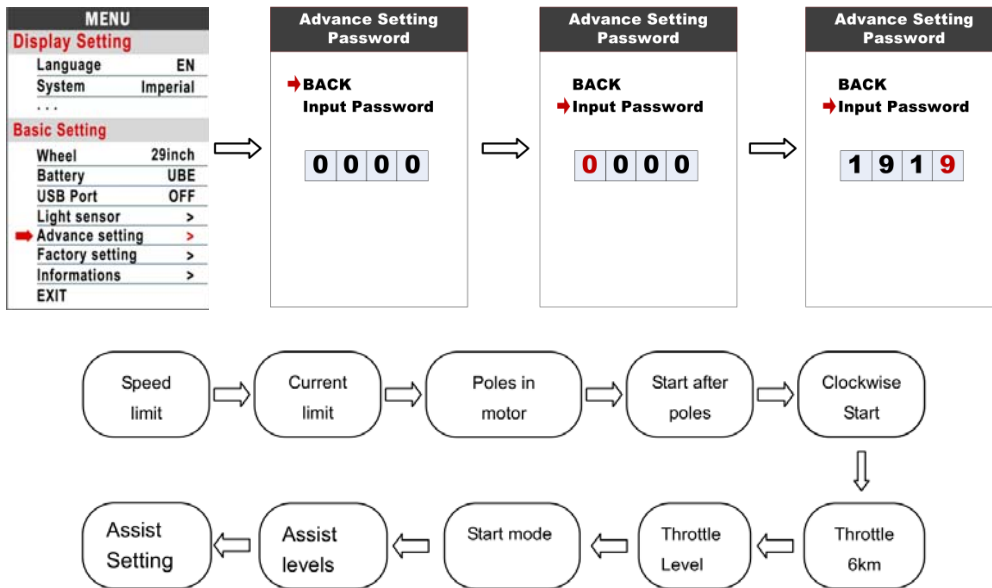 MENU
Display Setting
Language EN
System Imperial
...
Basic Setting
Wheel 29inch
Battery UBE
USB Port OFF
Light sensor >
Advance setting >
Factory setting >
Informations >
EXIT
Advance Setting
Password
BACK
Input Password
0 0 0 0
Advance Setting
Password
BACK
Input Password
0 0 0 0
Advance Setting
Password
BACK
Input Password
1 9 1 9
Speed
limit
Current
limit
Poles in
motor
Start after
poles
Clockwise
Start
Assist
Setting
Assist
levels
Start mode
Throttle
Level
Throttle
6km